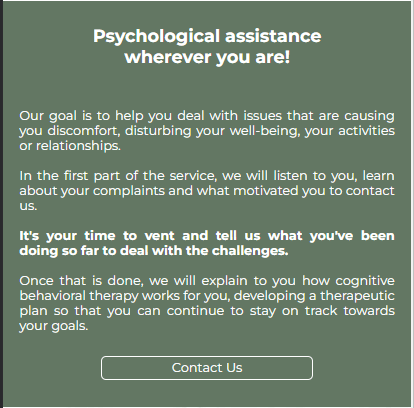 Psychological assistance
wherever you are!
Our goal is to help you deal with issues that are causing
you discomfort, disturbing your well-being, your activities
or relationships.
In the first part of the service, we will listen to you, learn
about your complaints and what motivated you to contact
us.
It's your time to vent and tell us what you've been
doing so far to deal with the challenges.
Once that is done, we will explain to you how cognitive
behavioral therapy works for you, developing a therapeutic
plan so that you can continue to stay on track towards
your goals.
Contact Us